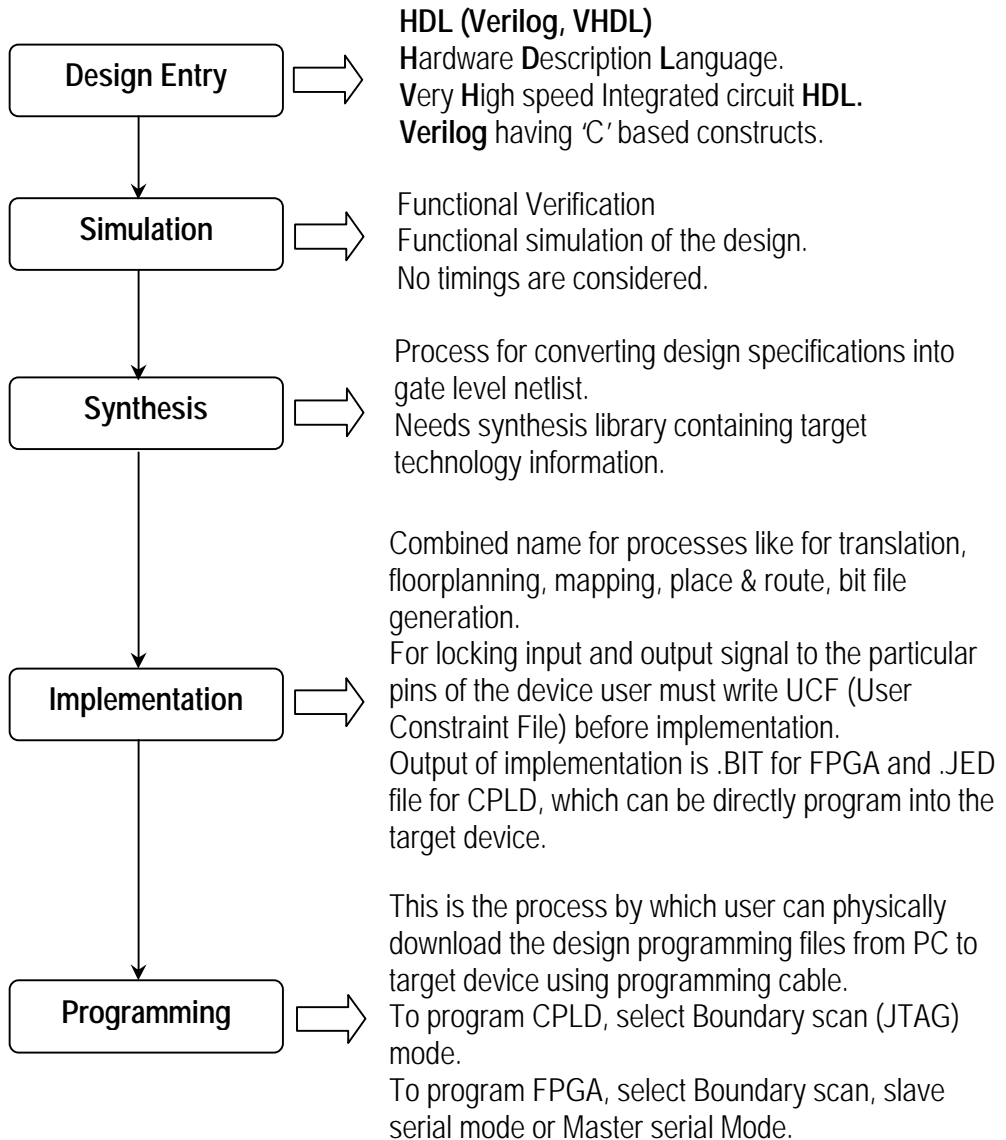 HDL (Verilog, VHDL)
Design Entry
Hardware Description Language.
Very High speed Integrated circuit HDL.
Verilog having ‘C’ based constructs.
Simulation
Functional Verification
Functional simulation of the design.
No timings are considered.
Synthesis
Process for converting design specifications into
gate level netlist.
Needs synthesis library containing target
technology information.
Implementation
Combined name for processes like for translation,
floorplanning, mapping, place & route, bit file
generation.
For locking input and output signal to the particular
pins of the device user must write UCF (User
Constraint File) before implementation.
Output of implementation is .BIT for FPGA and .JED
file for CPLD, which can be directly program into the
target device.
Programming
This is the process by which user can physically
download the design programming files from PC to
target device using programming cable.
To program CPLD, select Boundary scan (JTAG)
mode.
To program FPGA, select Boundary scan, slave
serial mode or Master serial Mode.